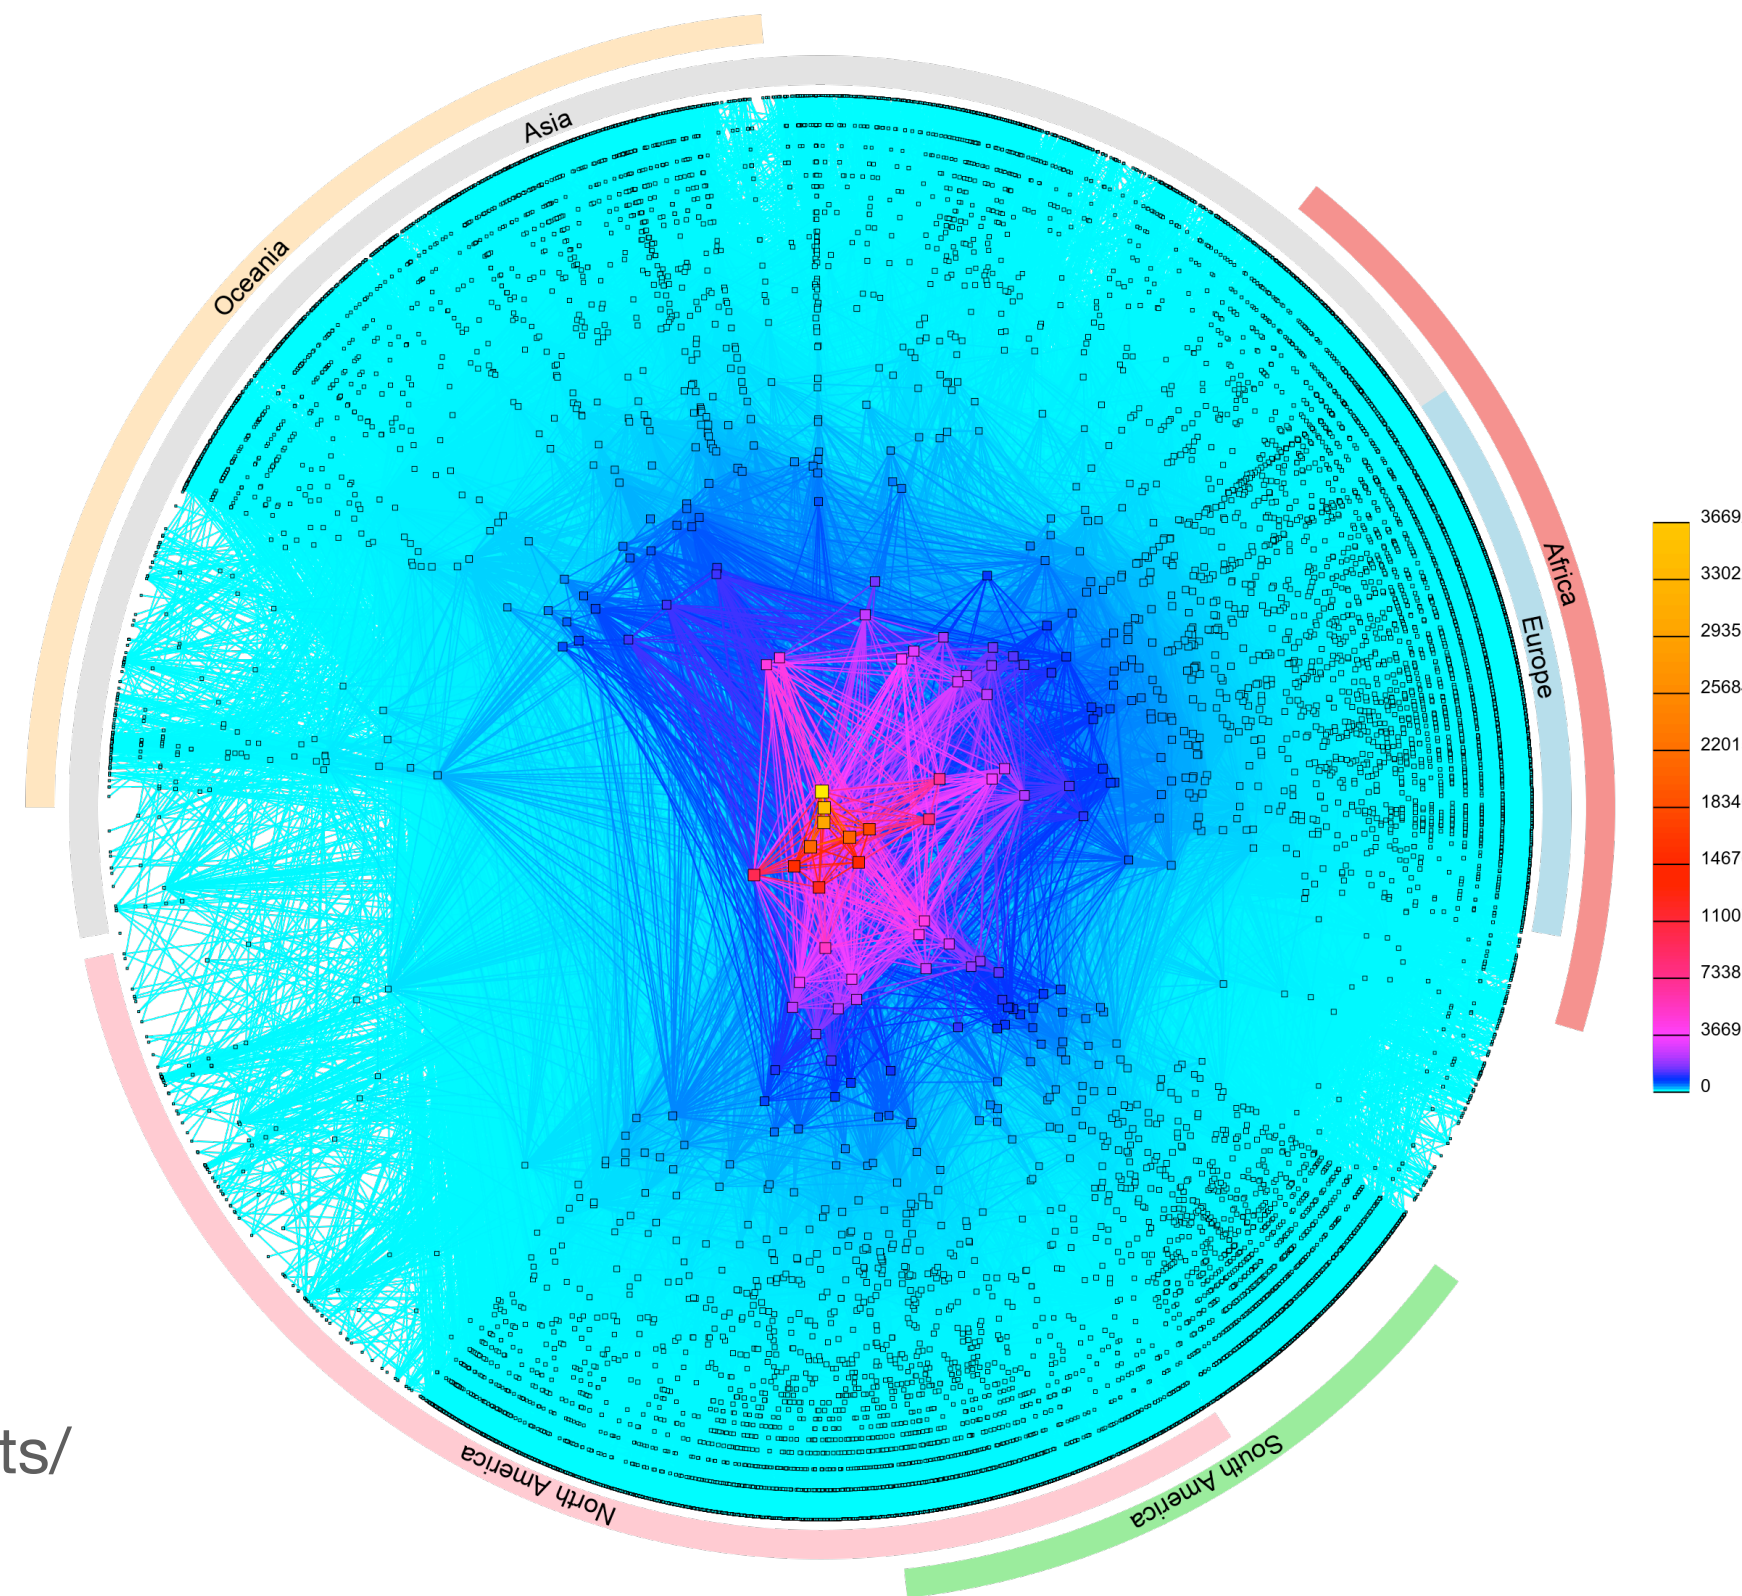 Asia
Oceania
Africa
Europe
North America
South America
3669
3302
2935
2568
2201
1834
1467
1100
7338
3669
0
ts/